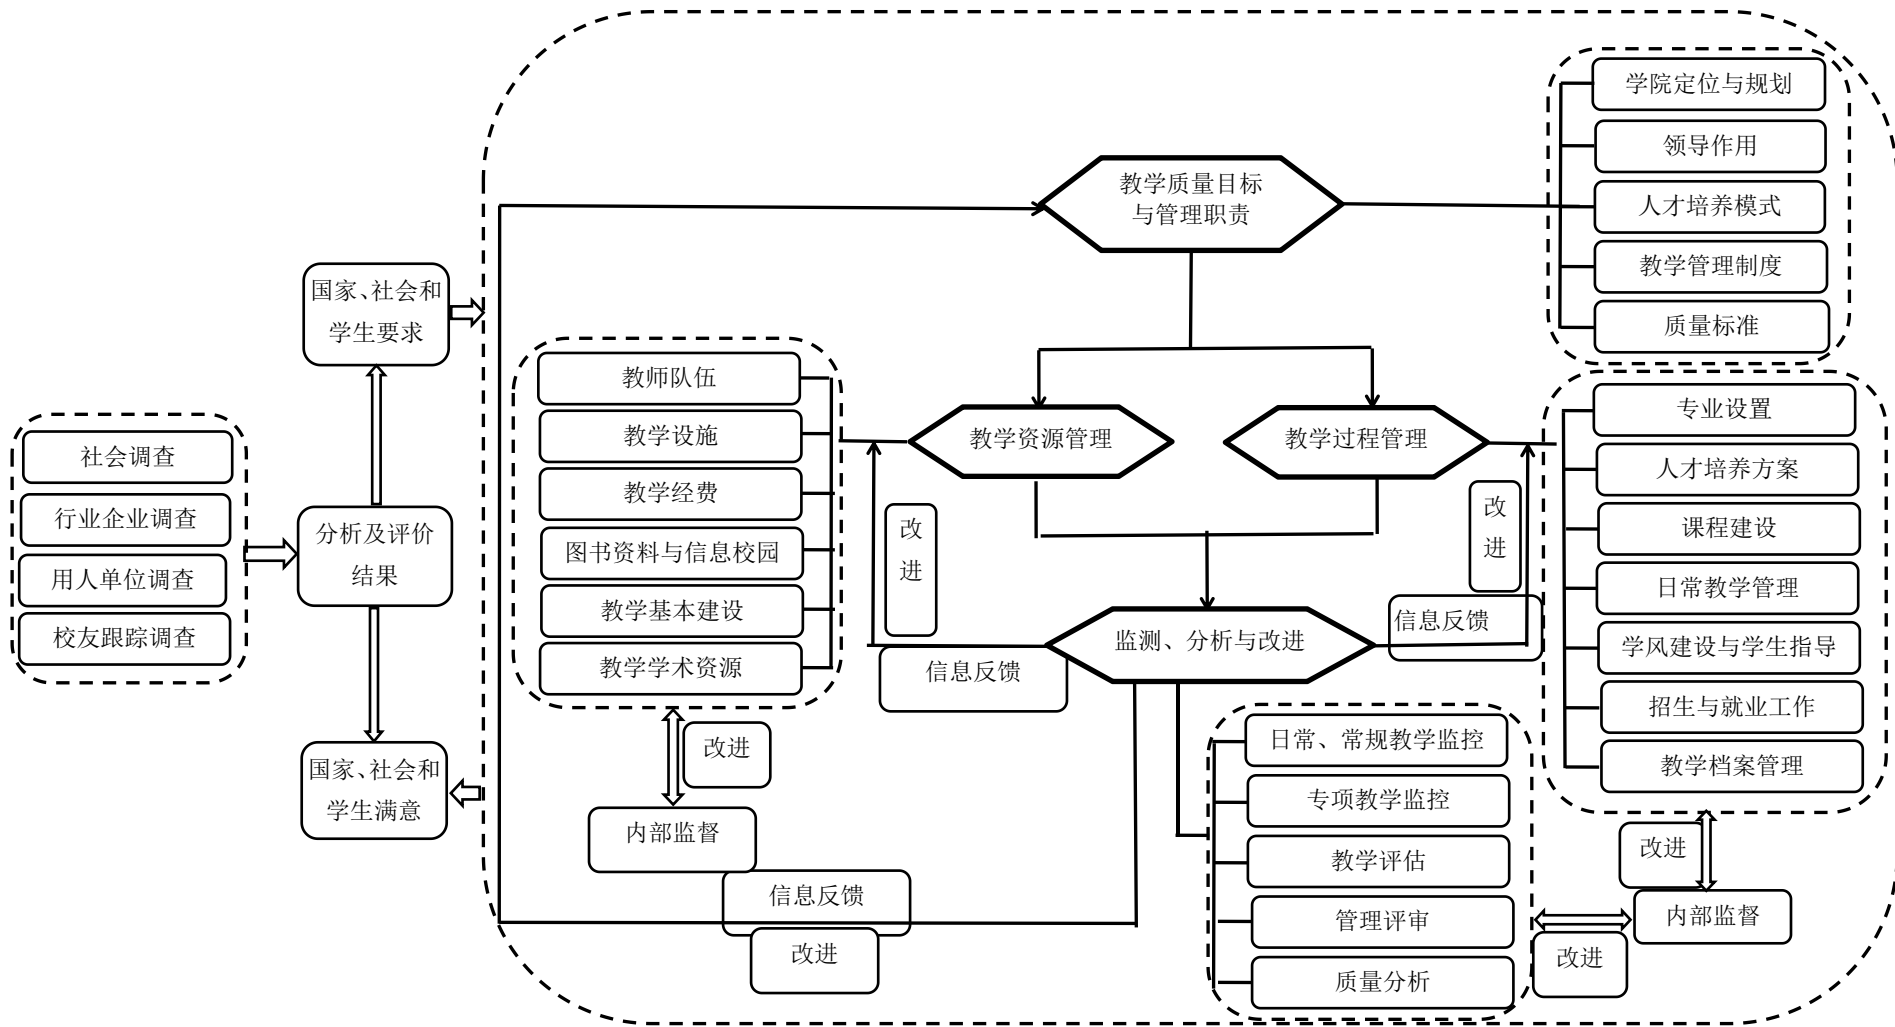 学院定位与规划
领导作用
人才培养模式
教学管理制度
质量标准
教学质量目标
与管理职责
国家、社会和
学生要求
教师队伍
教学设施
教学经费
图书资料与信息校园
教学基本建设
教学学术资源
教学资源管理
教学过程管理
专业设置
人才培养方案
课程建设
日常教学管理
学风建设与学生指导
招生与就业工作
教学档案管理
社会调查
行业企业调查
用人单位调查
校友跟踪调查
分析及评价
结果
改
进
改
进
监测、分析与改进
信息反馈
信息反馈
国家、社会和
学生满意
改进
内部监督
日常、常规教学监控
专项教学监控
教学评估
管理评审
质量分析
改进
内部监督
改进
信息反馈
改进